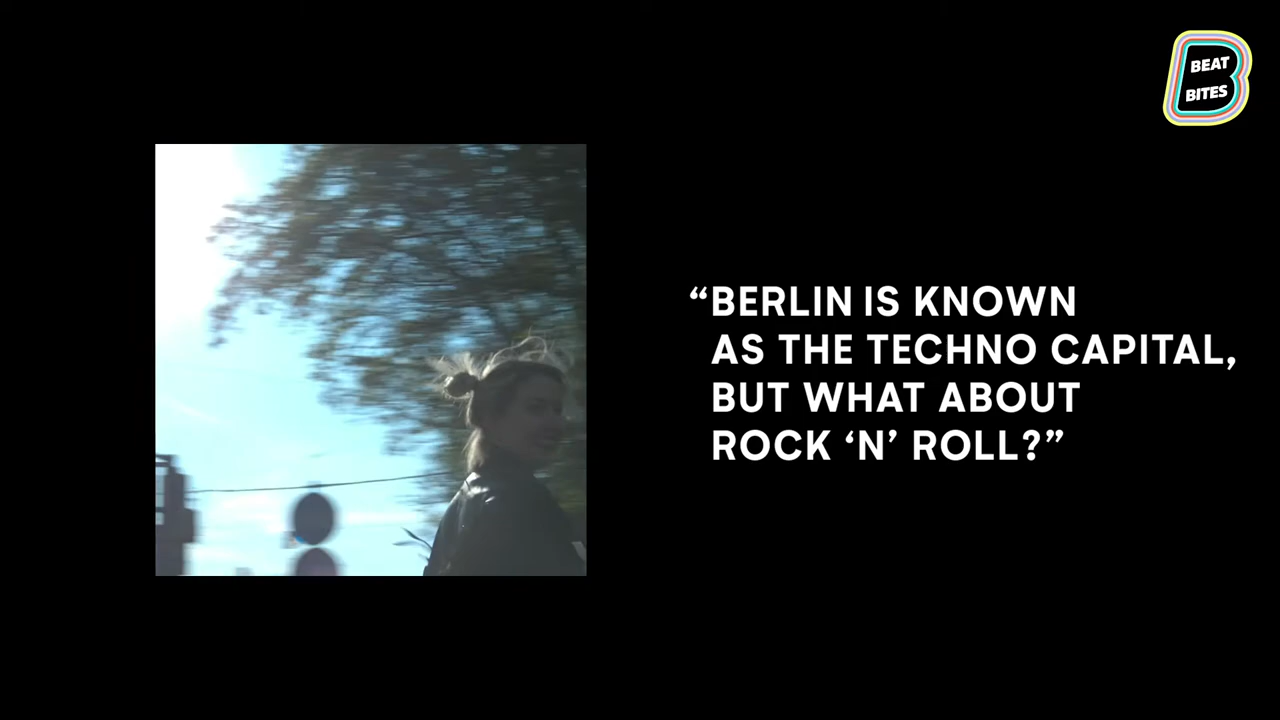 BEAT
BITES
“BERLIN IS KNOWN
AS THE TECHNO CAPITAL,
BUT WHAT ABOUT
ROCK ‘N’ ROLL?”